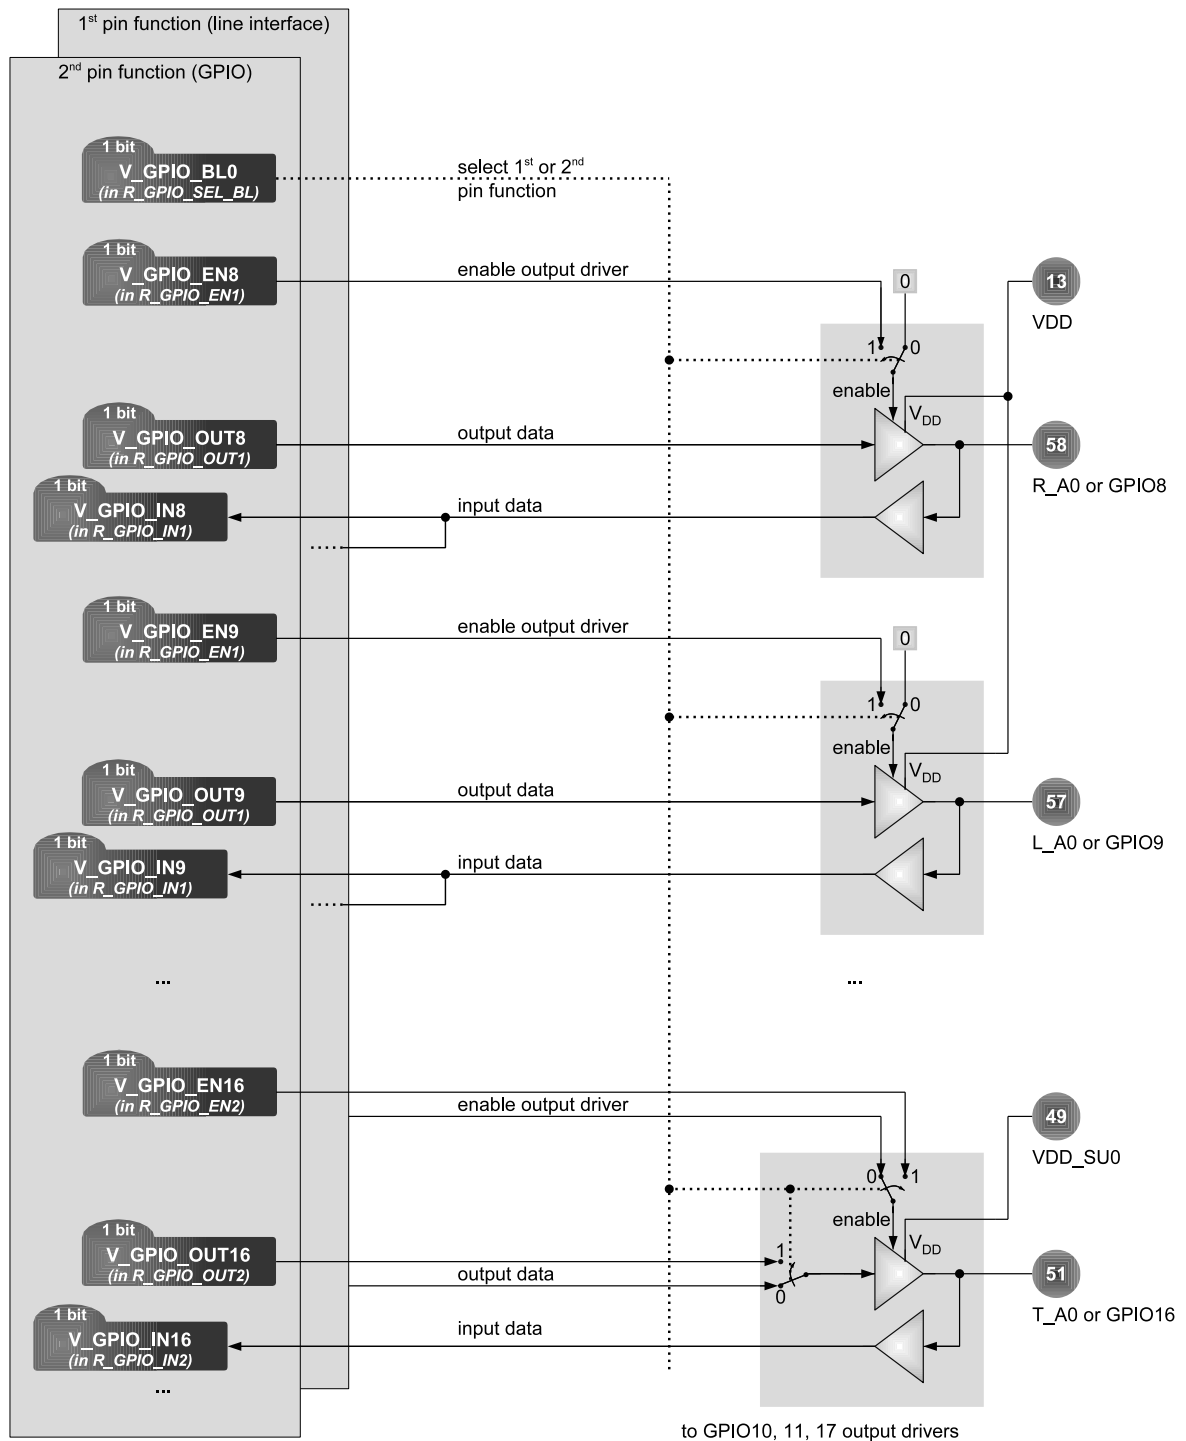 1st pin function (line interface)
2nd pin function (GPIO)
1 bit
V_GPIO_BL0
(in R_GPIO_SEL_BL)
select 1st or 2nd
pin function
1 bit
V_GPIO_EN8
(in R_GPIO_EN1)
enable output driver
0
13
VDD
1
0
enable
VDD
1 bit
V_GPIO_OUT8
(in R_GPIO_OUT1)
output data
58
R_A0 or GPIO8
1 bit
V_GPIO_IN8
(in R_GPIO_IN1)
input data
1 bit
V_GPIO_EN9
(in R_GPIO_EN1)
enable output driver
0
1
0
enable
VDD
1 bit
V_GPIO_OUT9
(in R_GPIO_OUT1)
output data
57
L_A0 or GPIO9
1 bit
V_GPIO_IN9
(in R_GPIO_IN1)
input data
...
...
1 bit
V_GPIO_EN16
(in R_GPIO_EN2)
enable output driver
49
VDD_SU0
0
1
enable
VDD
1 bit
V_GPIO_OUT16
(in R_GPIO_OUT2)
output data
1
0
51
T_A0 or GPIO16
1 bit
V_GPIO_IN16
(in R_GPIO_IN2)
input data
...
to GPIO10, 11, 17 output drivers